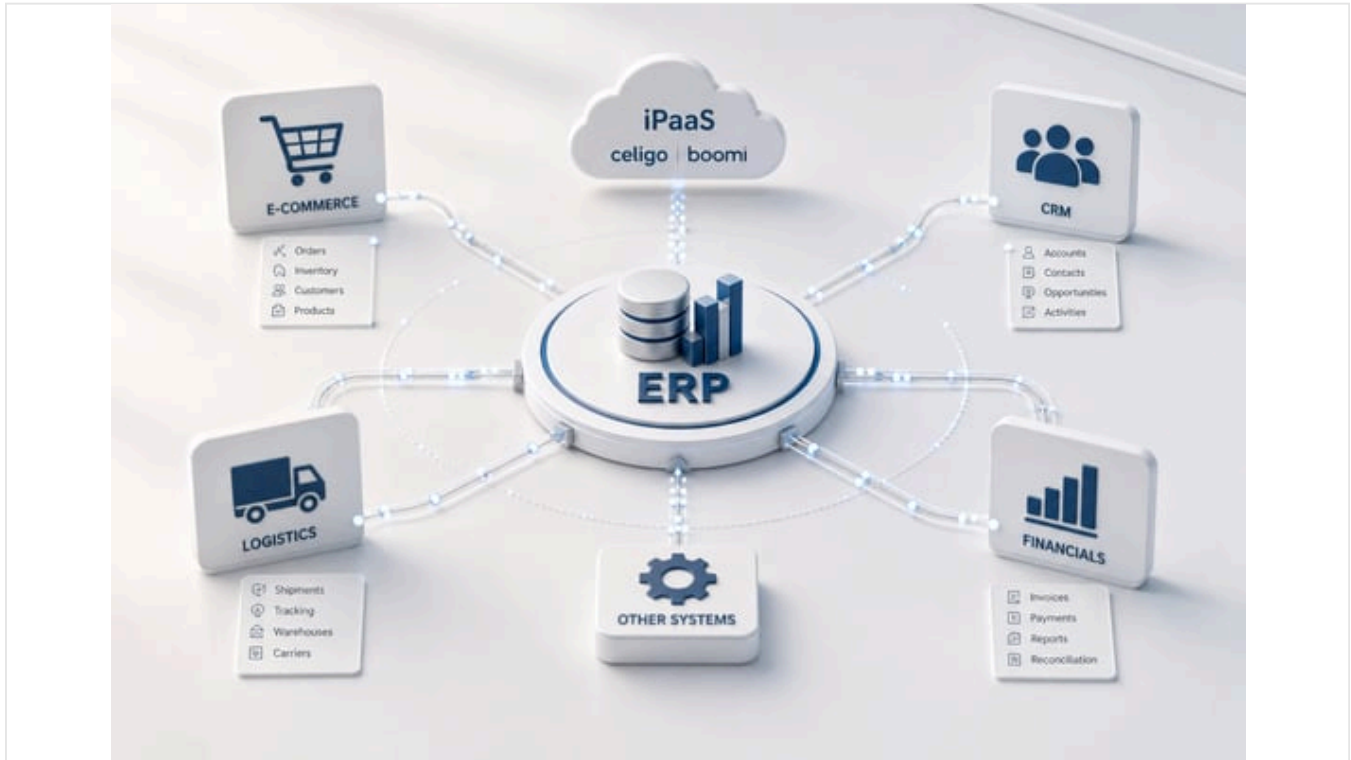 iPaaS
celigo | boomi
E-COMMERCE
Orders
Inventory
Customers
Products
CRM
Accounts
Contacts
Opportunities
Activities
ERP
LOGISTICS
Shipments
Tracking
Warehouses
Carriers
OTHER SYSTEMS
FINANCIALS
Invoices
Payments
Reports
Reconciliation